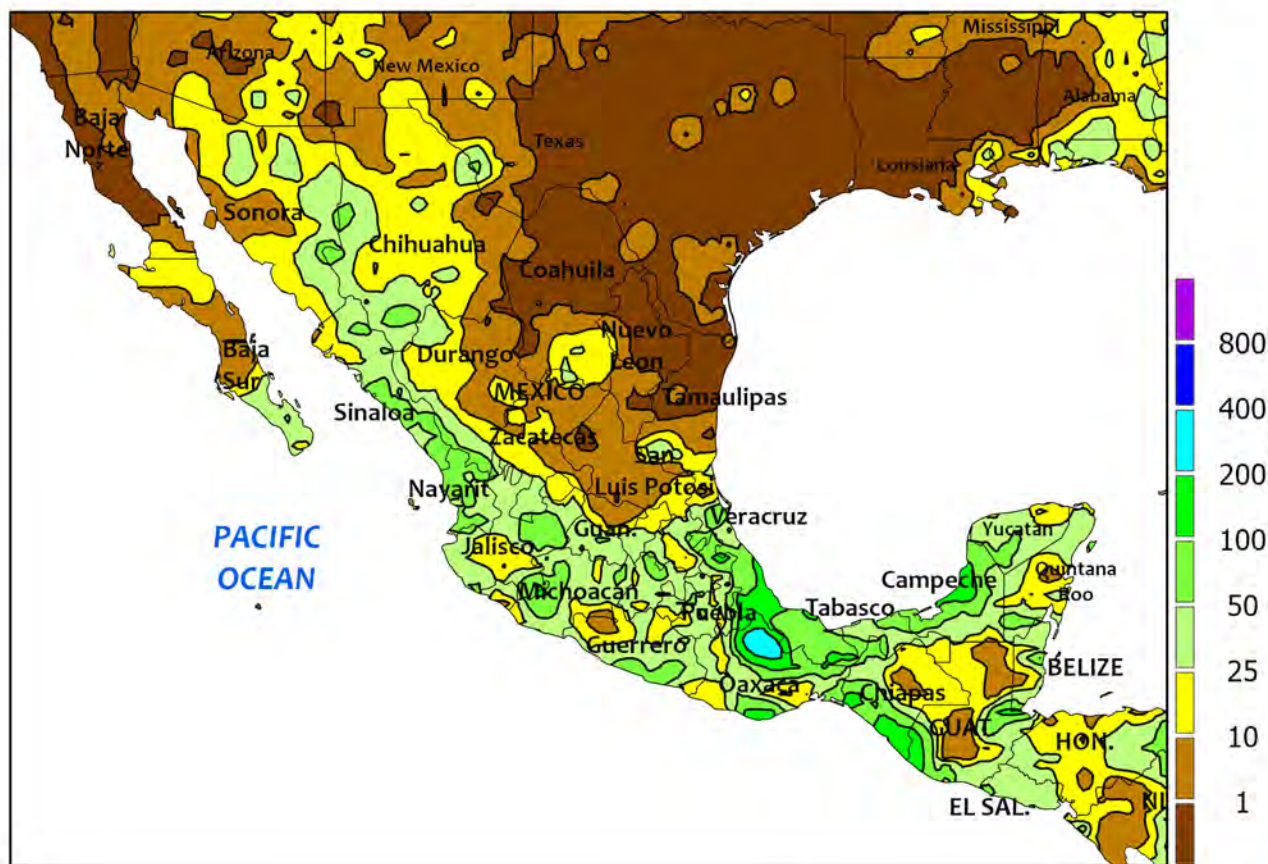 Mississippi
Arizona
New Mexico
Alabama
Baja
Norte
Texas
Lousiana
Sonora
Chihuahua
Coahuila
Nuevo
Leon
Durango
Baja
Sur
MEXICO
Tamaulipas
Sinaloa
Zacatecas
San
Luis Potosi
Nayarit
Veracruz
Guan.
Yucatan
PACIFIC
OCEAN
Jalisco
Campeche
Quintana
Roo
Michoacan
Puebla
Tabasco
Guerrero
BELIZE
Oaxaca
Chiapas
GUAT
HON.
EL SAL.
NI
800
400
200
100
50
25
10
1